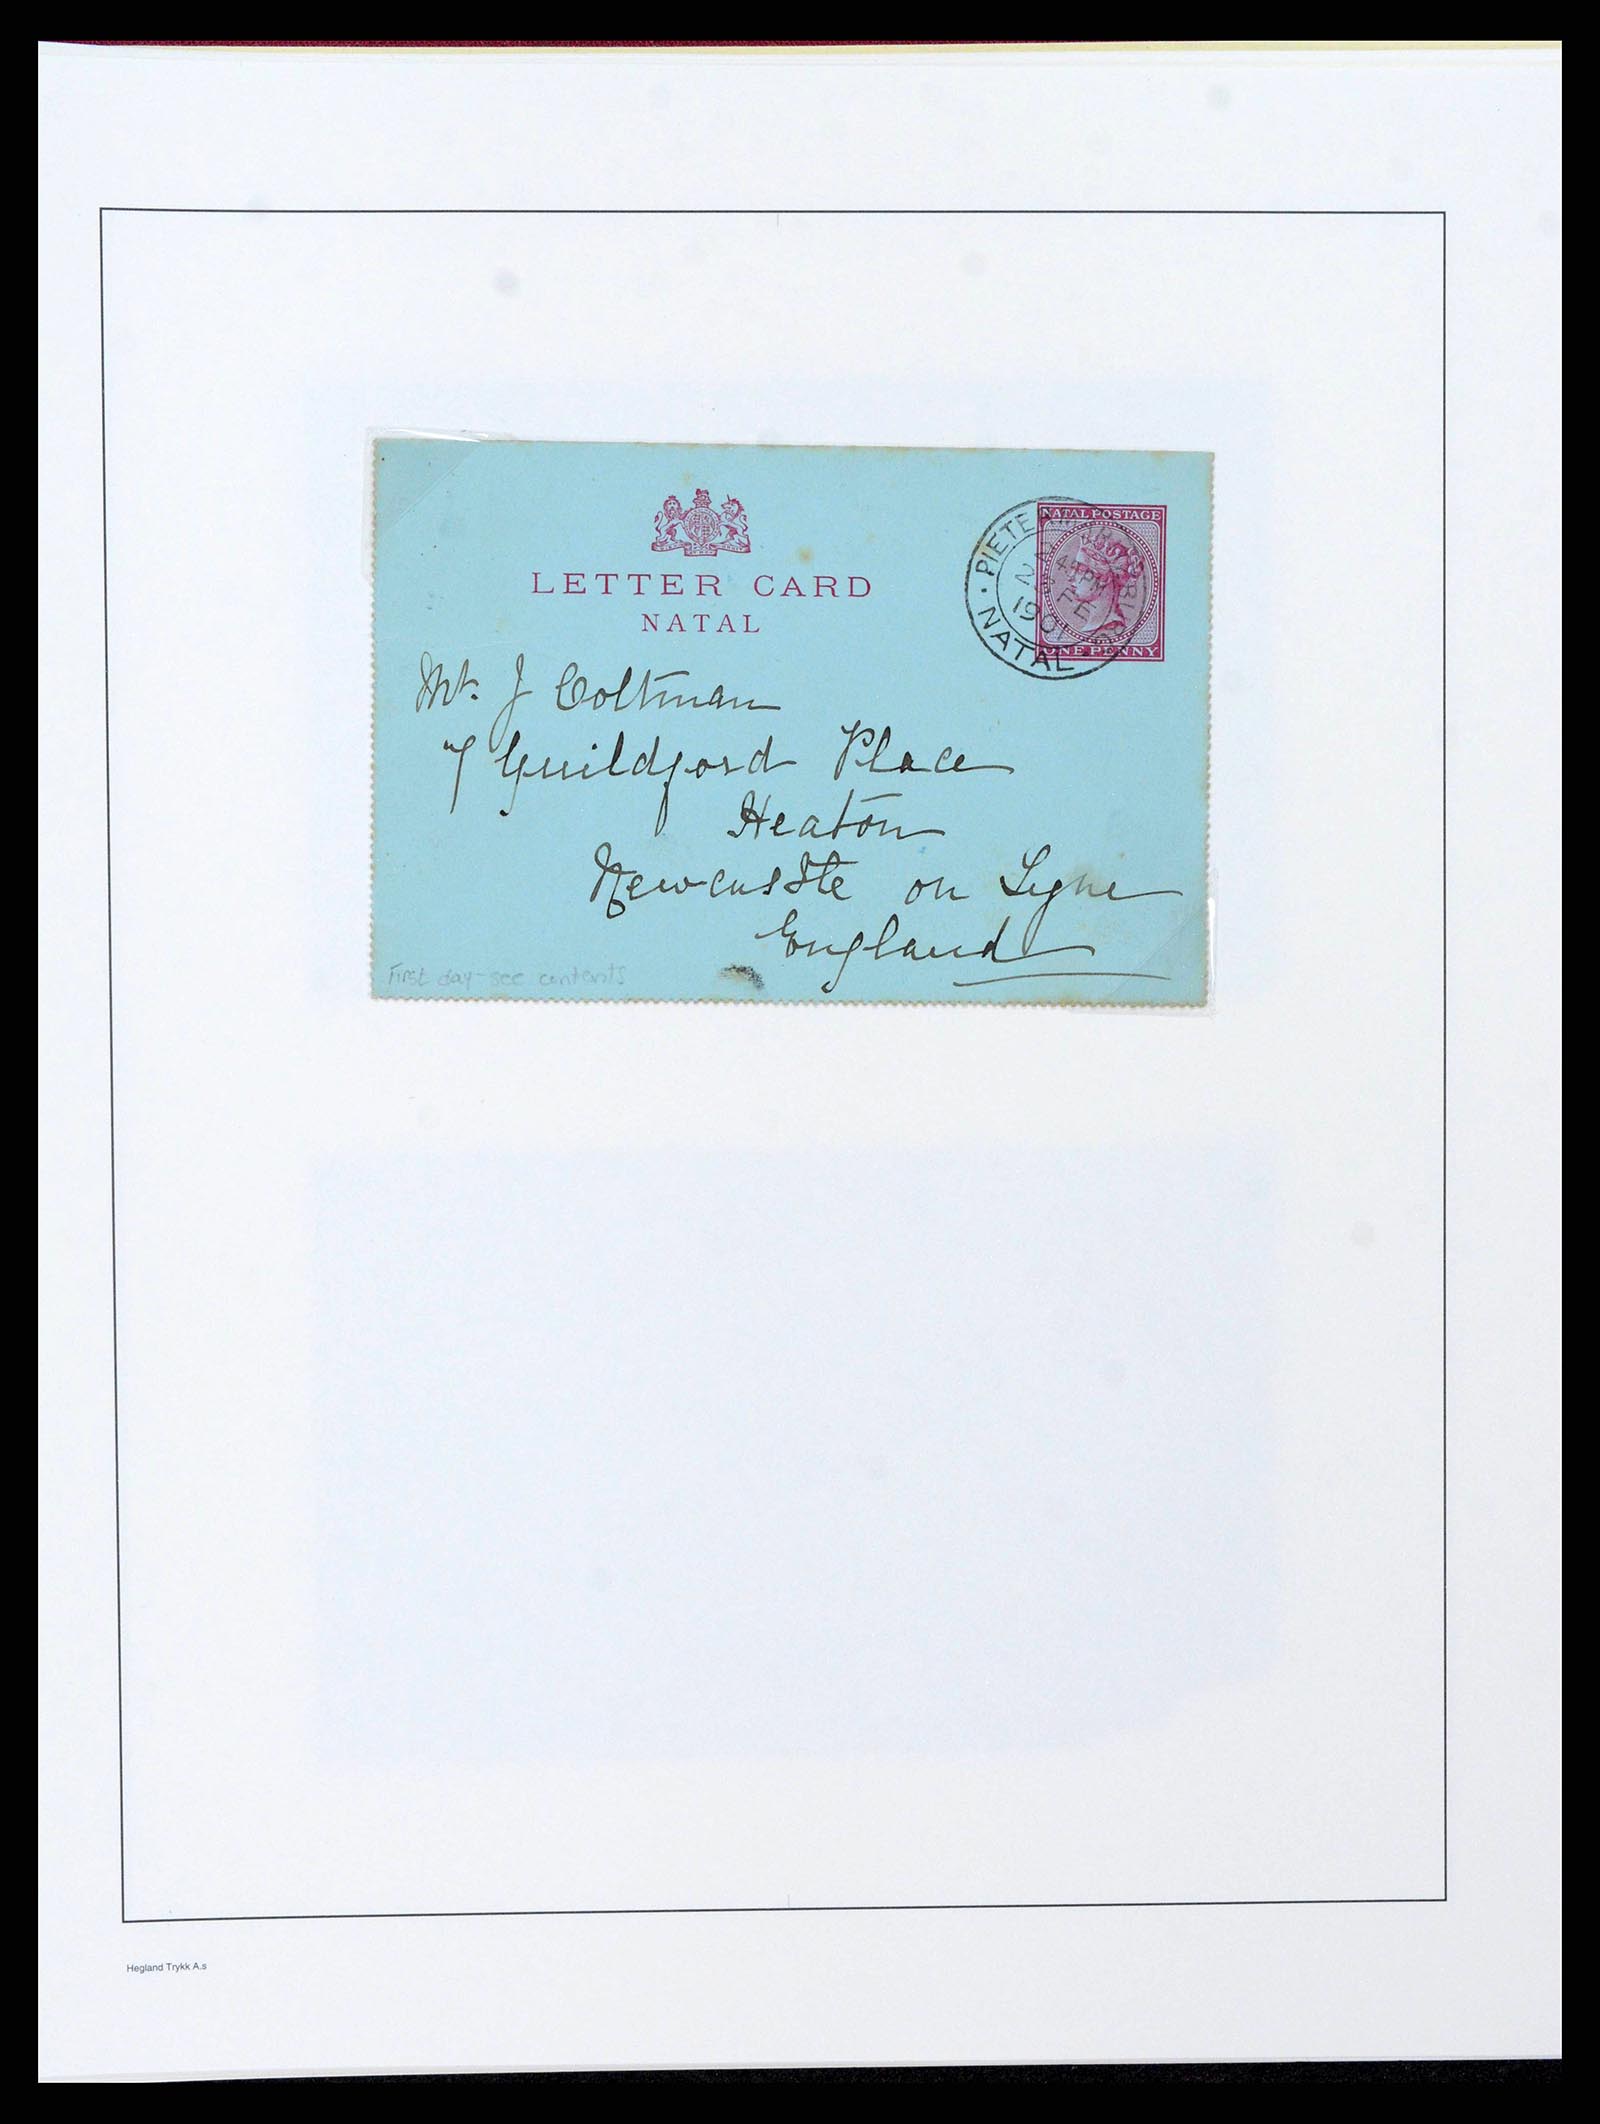 LETTER CARD
NATAL
NATAL POSTAGE
ONE PENNY
1901
NATAL
Mr. J Coltman
7 Guildford Place
Heaton
Newcastle on Tyne
England
First day - see contents
Hegland Trykk A.s